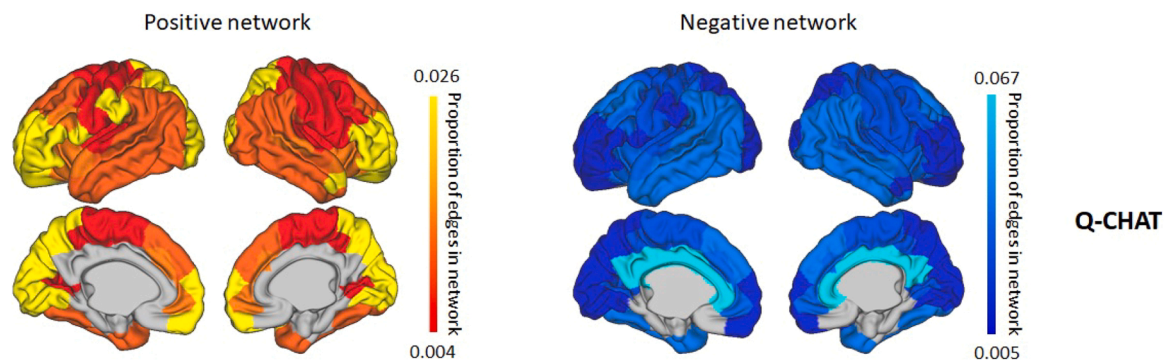 Positive network
Negative network
0.026
Proportion of edges in network
0.004
0.067
Proportion of edges in network
0.005
Q-CHAT